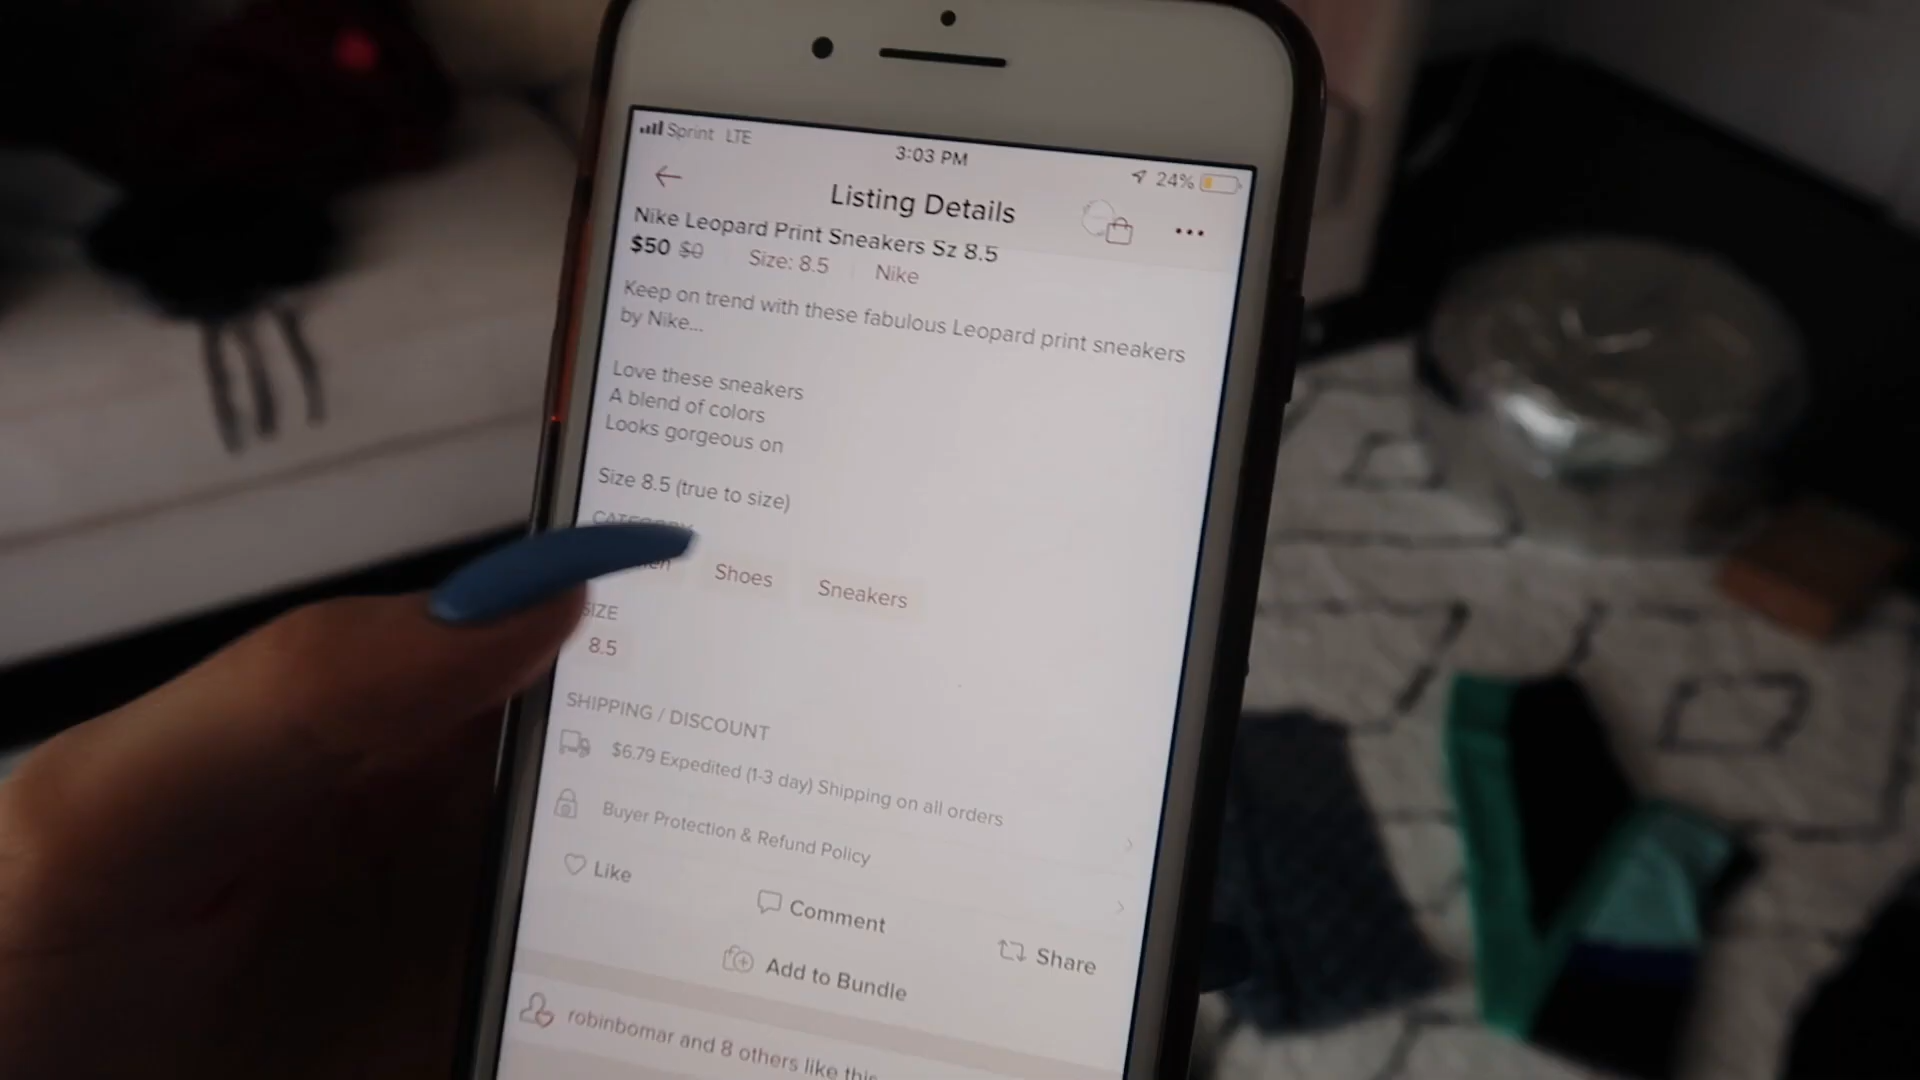 Sprint LTE
3:03 PM
24%
Listing Details
Nike Leopard Print Sneakers Sz 8.5
$50 $0 Size: 8.5 Nike
Keep on trend with these fabulous Leopard print sneakers
by Nike...
Love these sneakers
A blend of colors
Looks gorgeous on
Size 8.5 (true to size)
CATEGORY
Shoes Sneakers
SIZE
8.5
SHIPPING / DISCOUNT
$6.79 Expedited (1-3 day) Shipping on all orders
Buyer Protection & Refund Policy
Like
Comment
Share
Add to Bundle
robinbomar and 8 others like this